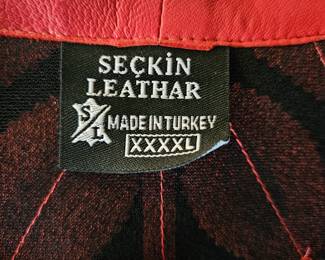 SEÇKİN
LEATHAR
S/L MADE IN TURKEY
XXXXL